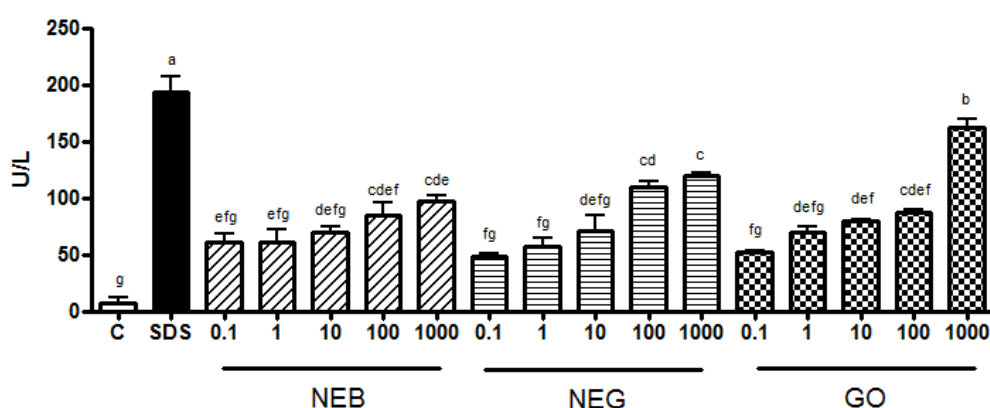 250
200
150
100
50
0
U/L
g a efg efg defg cdef cde fg fg defg cd c fg defg def cdef b
C SDS 0.1 1 10 100 1000 0.1 1 10 100 1000 0.1 1 10 100 1000
NEB NEG GO